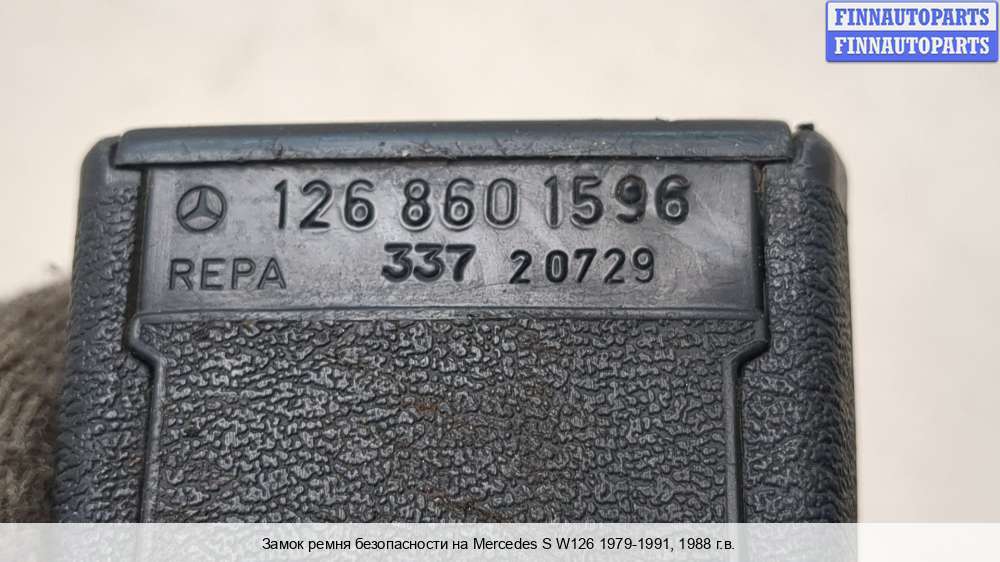 FINNAUTOPARTS
FINNAUTOPARTS
126 860 1596
REPA 337 20729
Замок ремня безопасности на Mercedes S W126 1979-1991, 1988 г.в.